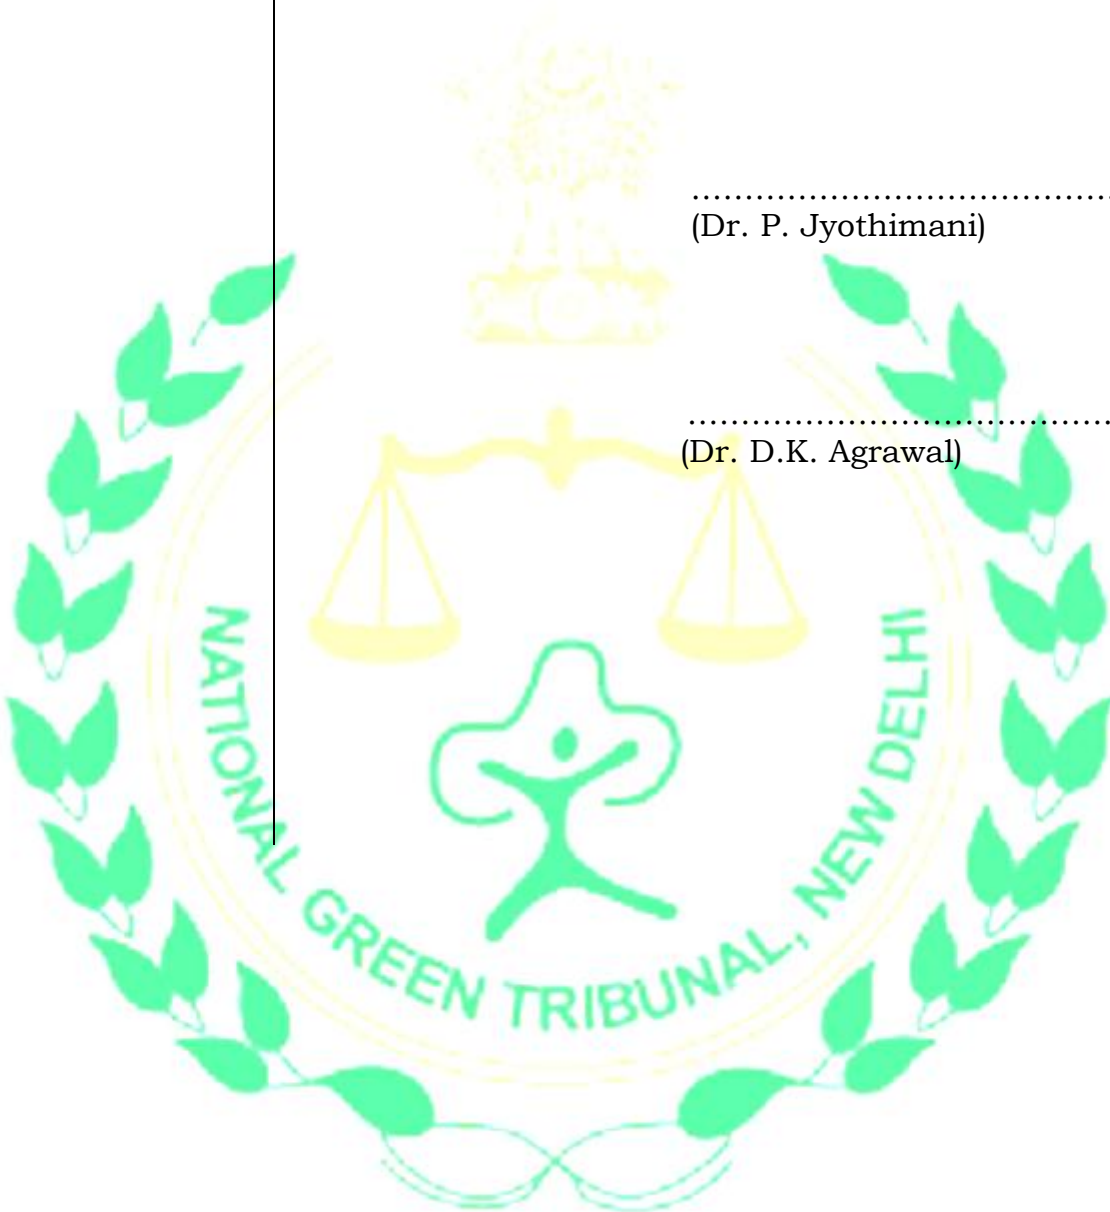 ……………………………………
(Dr. P. Jyothimani)
……………………………………
(Dr. D.K. Agrawal)
NATIONAL GREEN TRIBUNAL, NEW DELHI